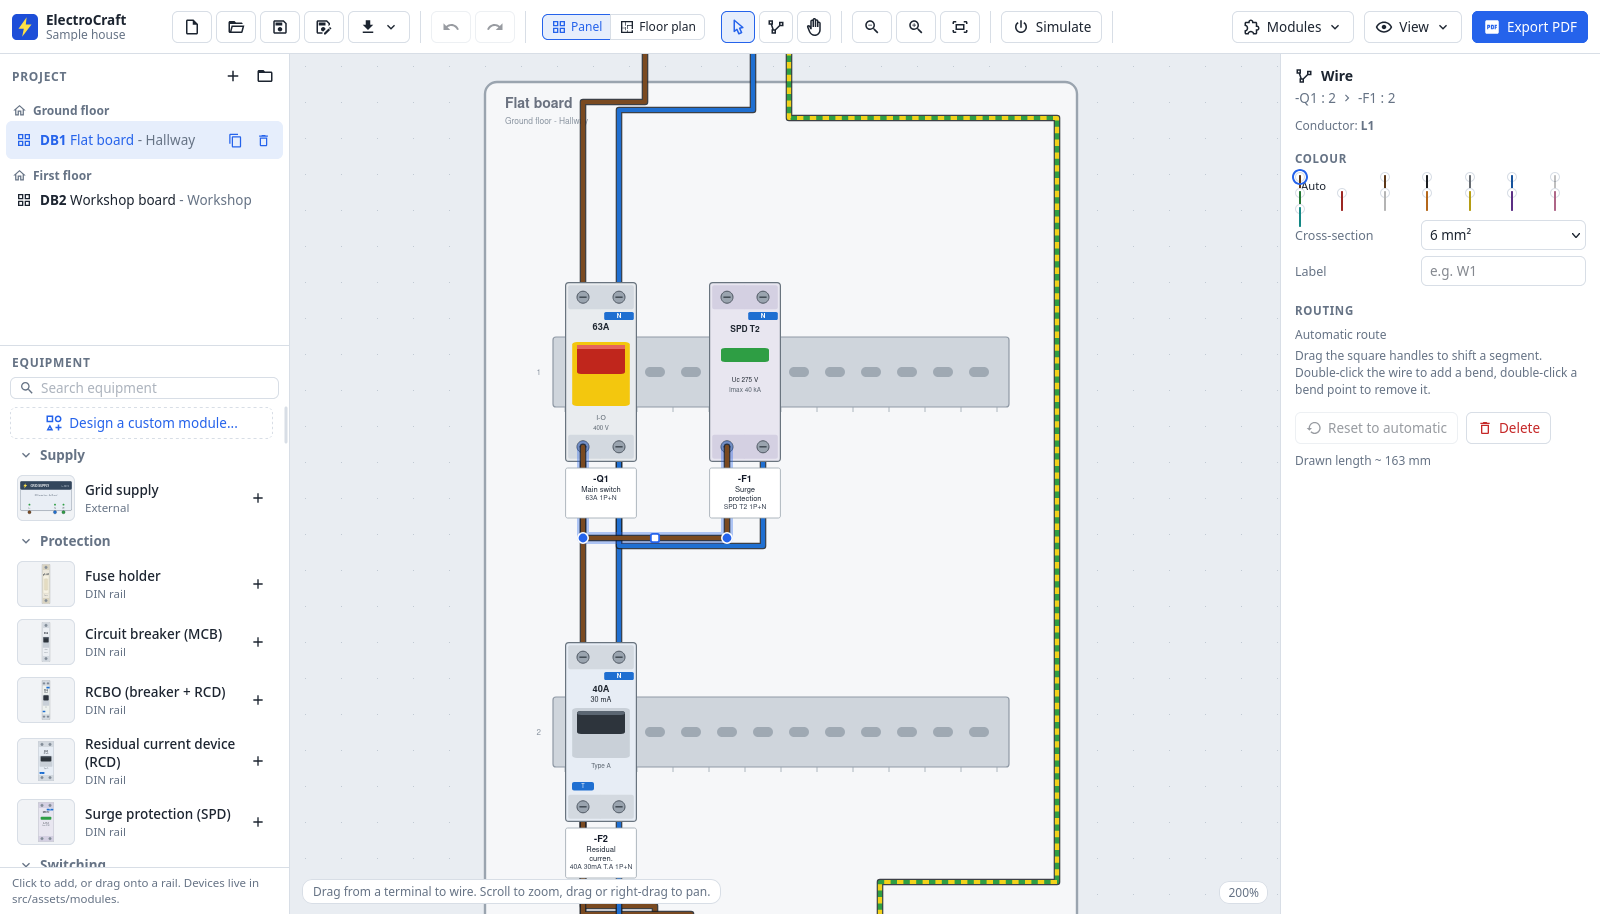 ElectroCraft
Sample house
Panel
Floor plan
Simulate
Modules
View
PDF
Export PDF
PROJECT
Ground floor
DB1 Flat board - Hallway
First floor
DB2 Workshop board - Workshop
EQUIPMENT
Search equipment
Design a custom module...
Supply
Grid supply
External
Protection
Fuse holder
DIN rail
Circuit breaker (MCB)
DIN rail
RCBO (breaker + RCD)
DIN rail
Residual current device
(RCD)
DIN rail
Surge protection (SPD)
DIN rail
Switching
Click to add, or drag onto a rail. Devices live in
src/assets/modules.
Flat board
Ground floor - Hallway
1
N
63A
I-O
400 V
-Q1
Main switch
63A 1P+N
N
SPD T2
Uc 275 V
Imax 40 kA
-F1
Surge
protection
SPD T2 1P+N
2
N
40A
30 mA
Type A
T
-F2
Residual
curren.
40A 30mA T.A 1P+N
Drag from a terminal to wire. Scroll to zoom, drag or right-drag to pan.
200%
Wire
-Q1 : 2 > -F1 : 2
Conductor: L1
COLOUR
Auto
Cross-section
6 mm²
Label
e.g. W1
ROUTING
Automatic route
Drag the square handles to shift a segment.
Double-click the wire to add a bend, double-click a
bend point to remove it.
Reset to automatic
Delete
Drawn length ~ 163 mm